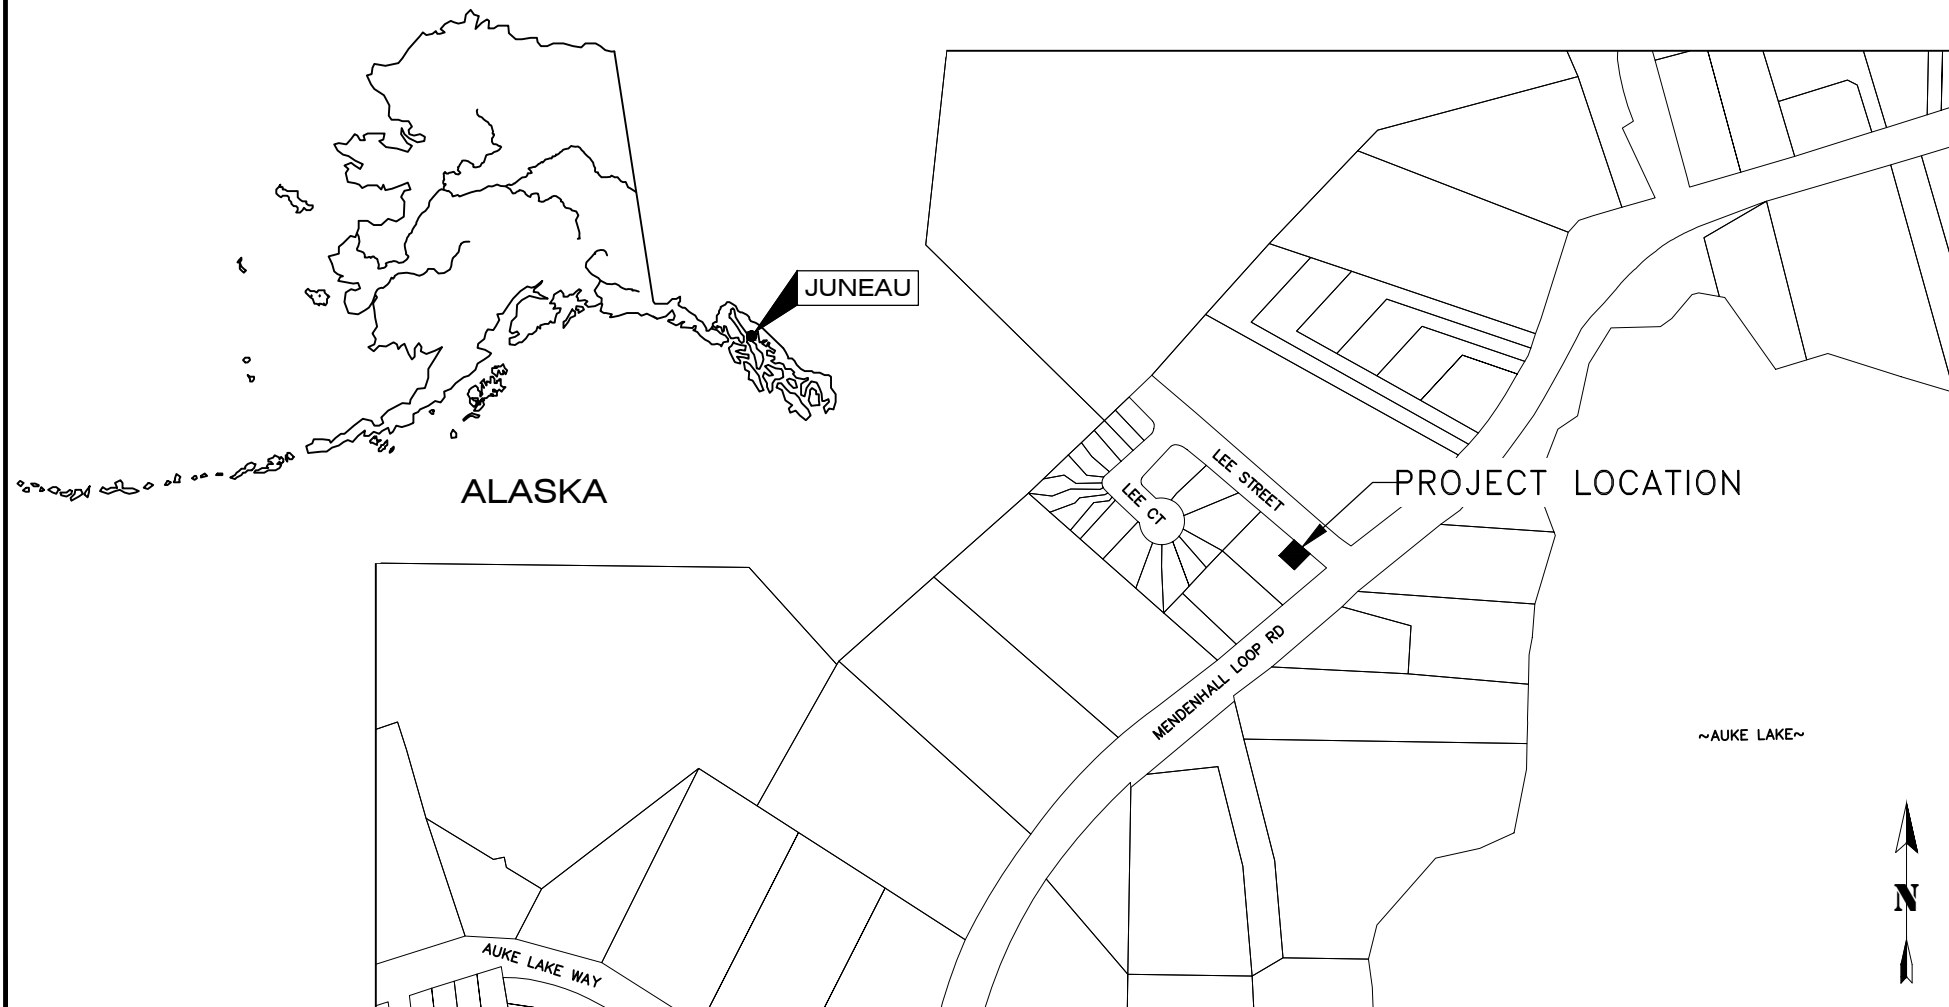 JUNEAU
ALASKA
LEE STREET
LEE CT
PROJECT LOCATION
MENDENHALL LOOP RD
~AUKE LAKE~
N
AUKE LAKE WAY